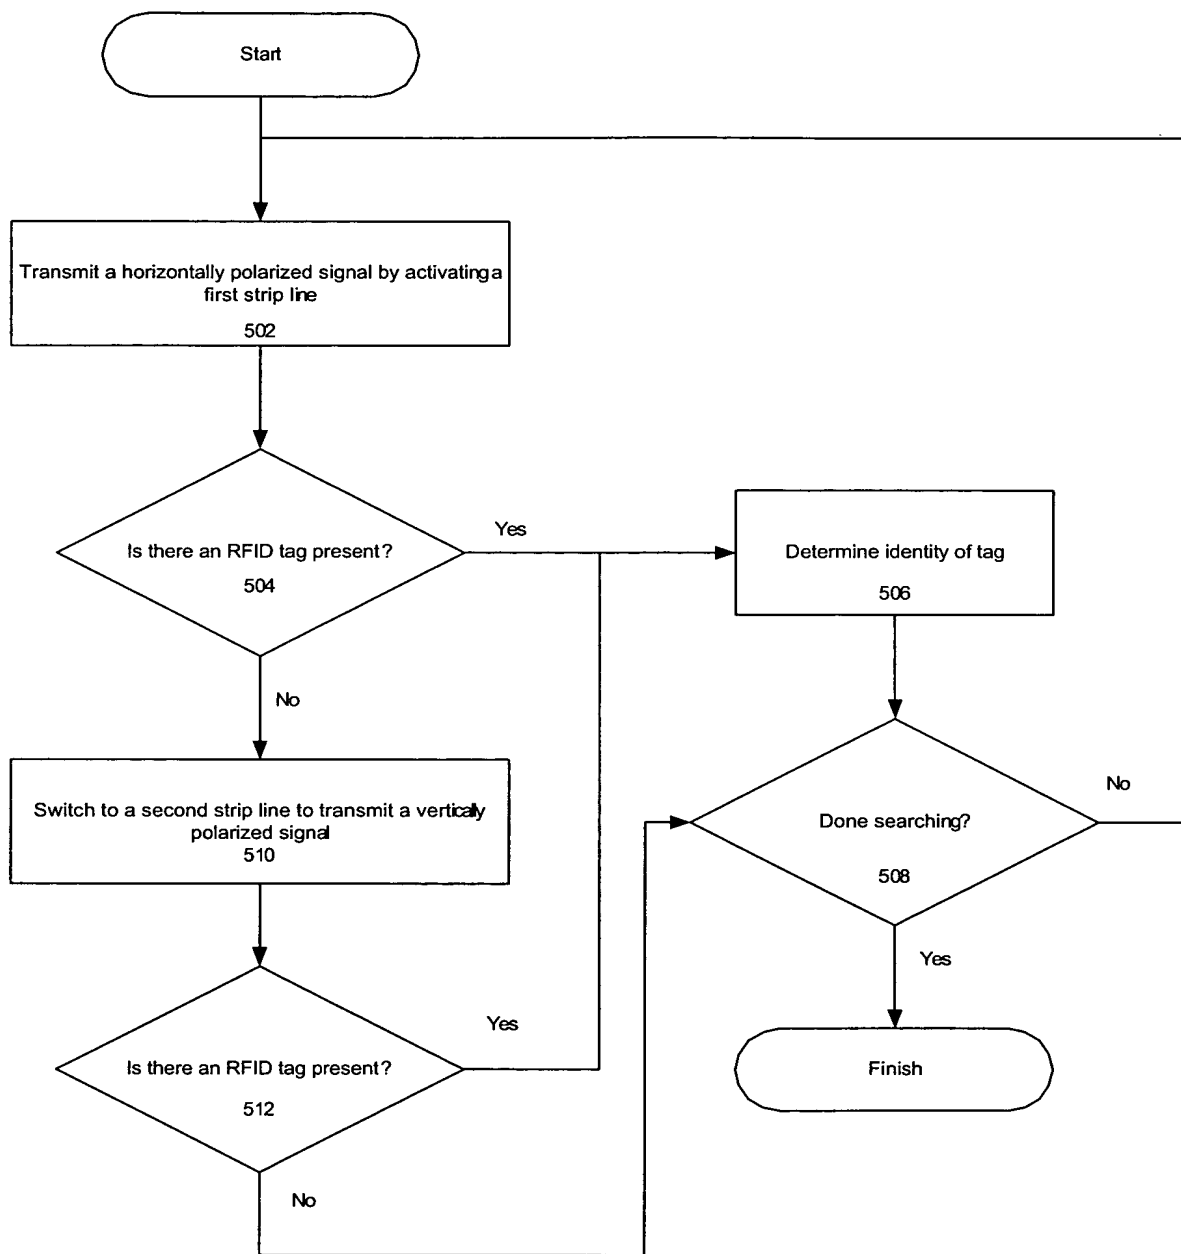 Start
Transmit a horizontally polarized signal by activating a
first strip line
502
Is there an RFID tag present?
504
Yes
No
Determine identity of tag
506
Switch to a second strip line to transmit a vertically
polarized signal
510
Done searching?
508
No
Yes
Is there an RFID tag present?
512
Yes
No
Finish